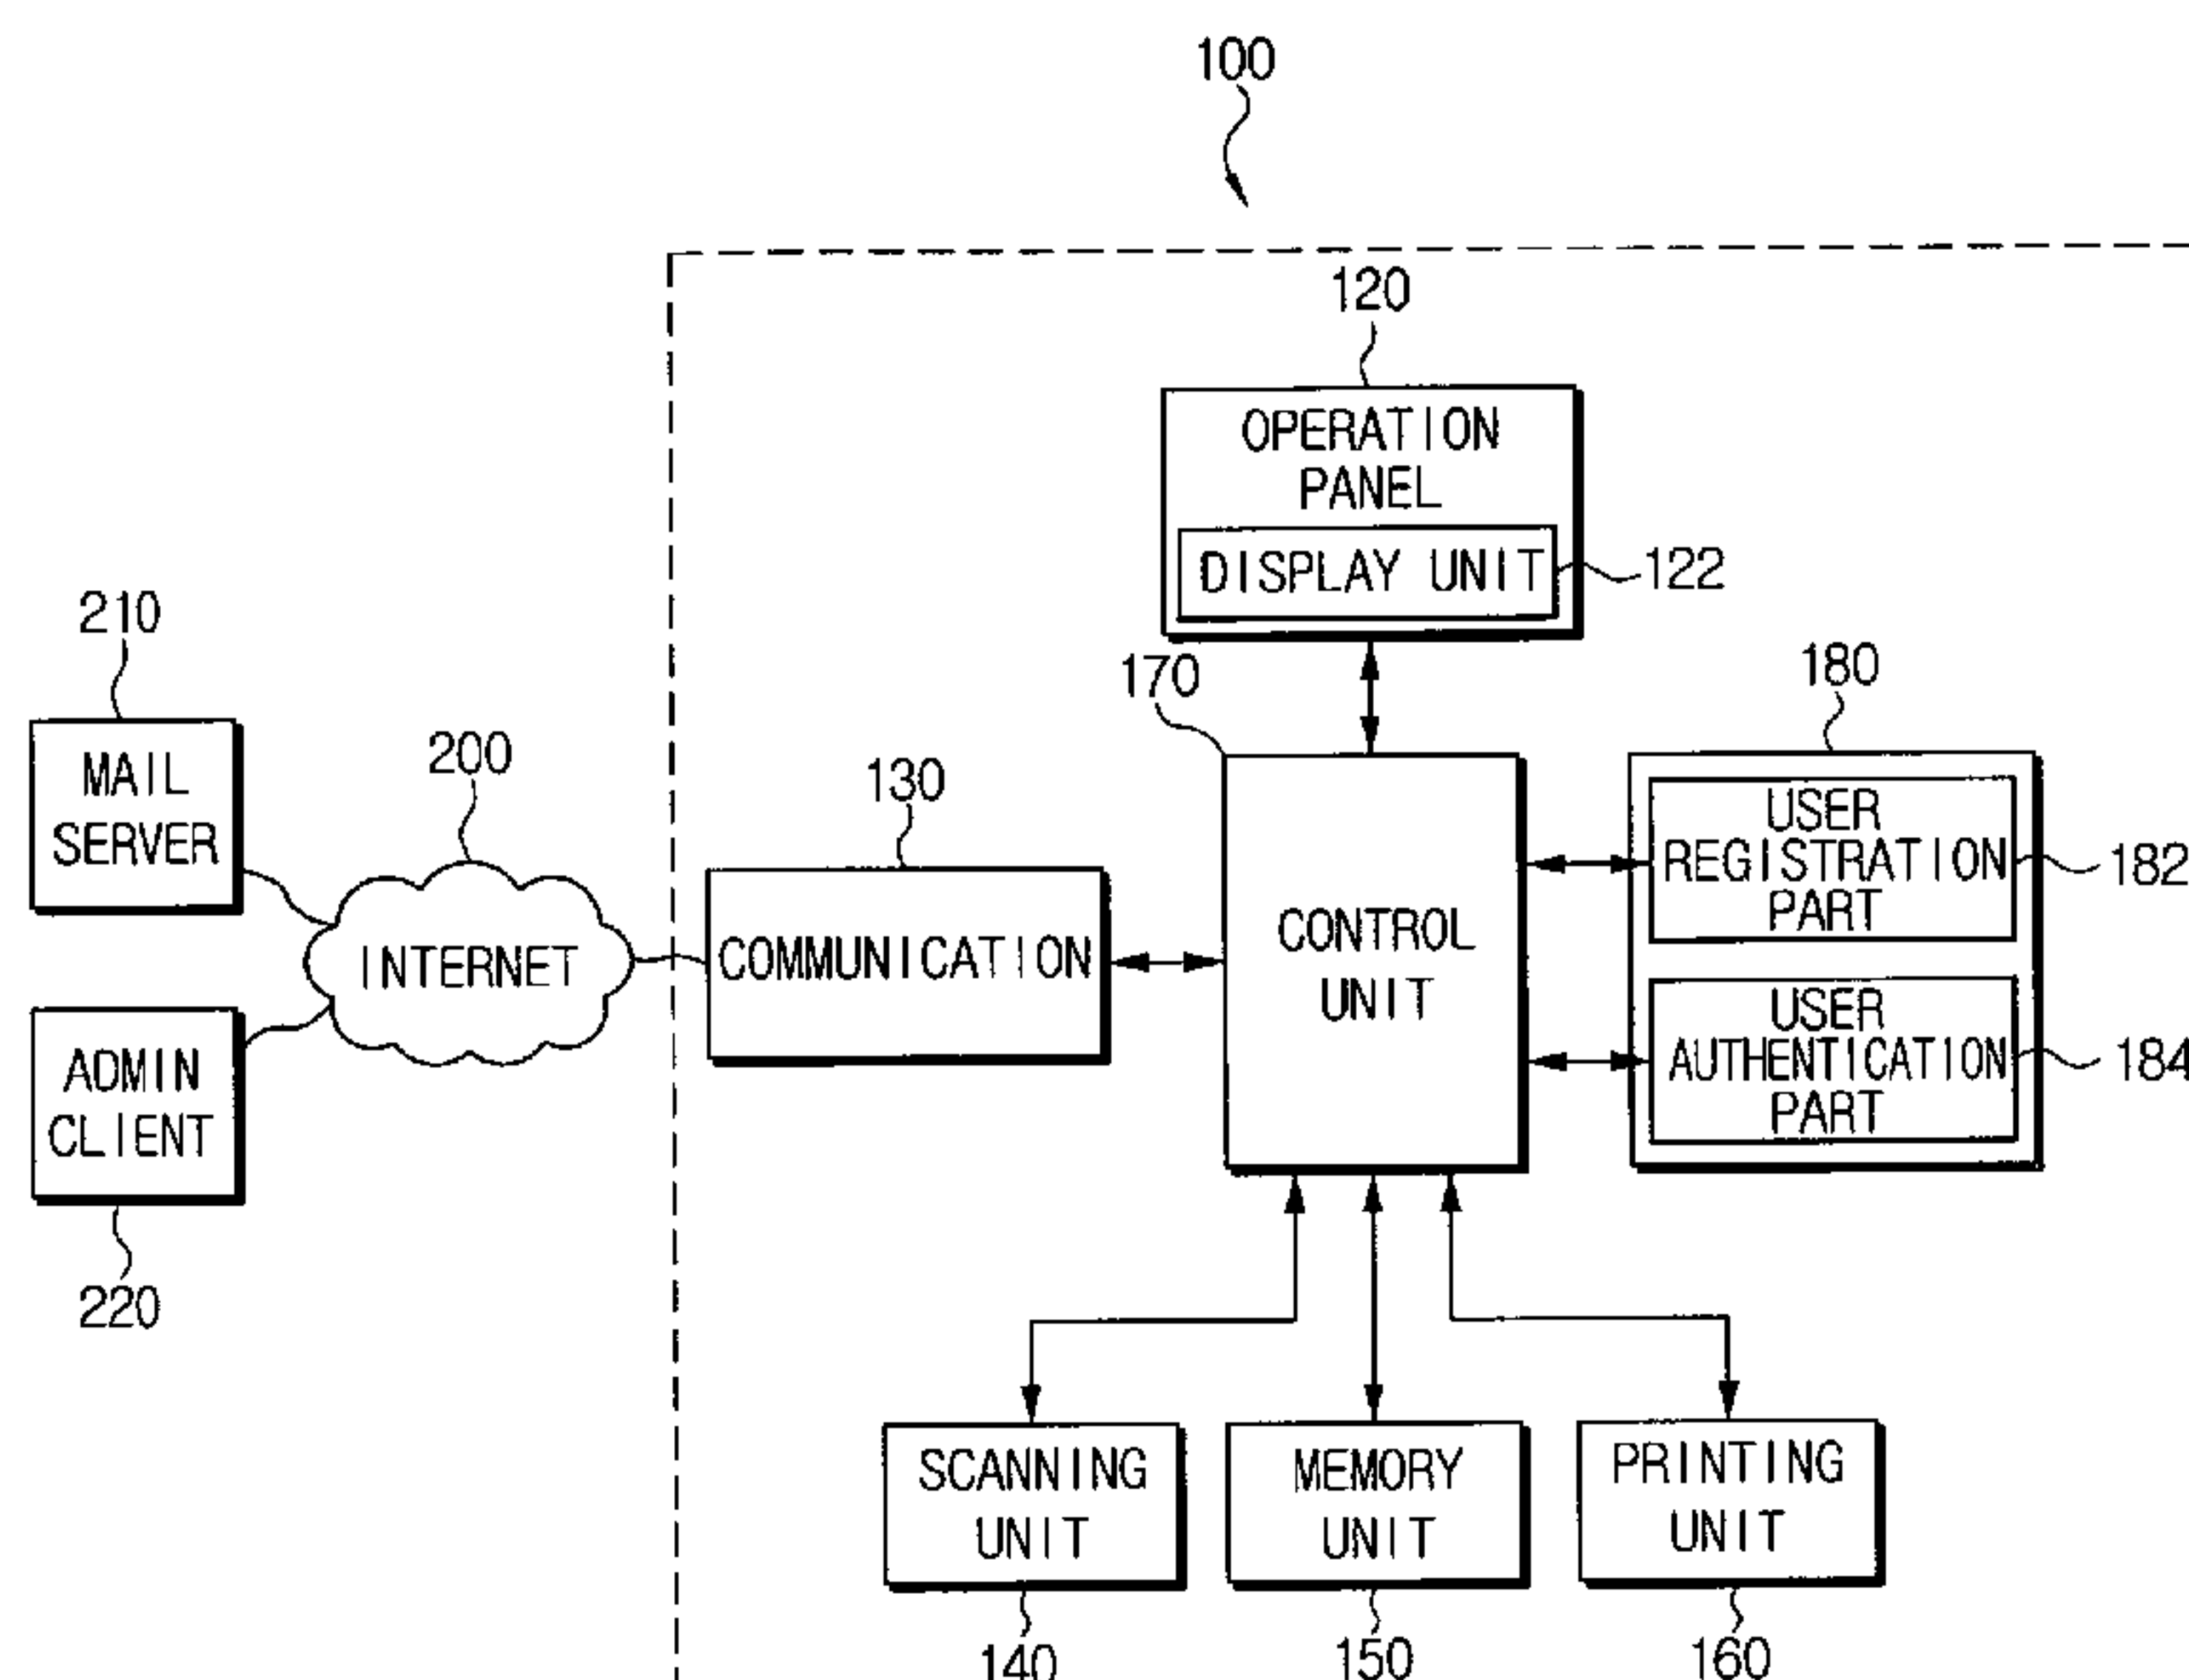 100
120
OPERATION
PANEL
DISPLAY UNIT
122
210
170
180
MAIL
SERVER
200
130
USER
REGISTRATION
PART
182
INTERNET
COMMUNICATION
CONTROL
UNIT
ADMIN
CLIENT
USER
AUTHENTICATION
PART
184
220
SCANNING
UNIT
MEMORY
UNIT
PRINTING
UNIT
140
150
160